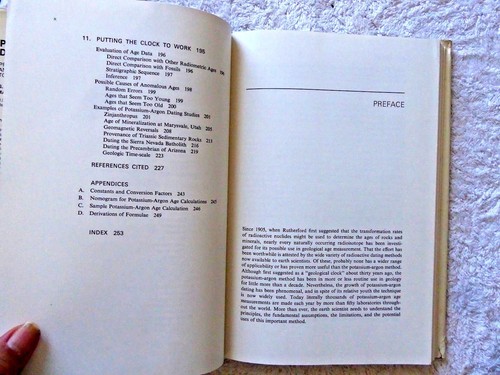 11. PUTTING THE CLOCK TO WORK 195
Evaluation of Age Data 196
Direct Comparison with Other Radiometric Ages 196
Direct Comparison with Fossils 196
Stratigraphic Sequence 197
Inference 197
Possible Causes of Anomalous Ages 198
Random Errors 199
Ages that Seem Too Young 199
Ages that Seem Too Old 200
Examples of Potassium-Argon Dating Studies 201
Zinjanthropus 201
Age of Mineralization at Marysvale, Utah 205
Geomagnetic Reversals 208
Provenance of Triassic Sedimentary Rocks 213
Dating the Sierra Nevada Batholith 216
Dating the Precambrian of Arizona 219
Geologic Time-scale 223
REFERENCES CITED 227
APPENDICES
A. Constants and Conversion Factors 243
B. Nomogram for Potassium-Argon Age Calculations 245
C. Sample Potassium-Argon Age Calculation 246
D. Derivations of Formulae 249
INDEX 253
PREFACE
Since 1905, when Rutherford first suggested that the transformation rates
of radioactive nuclides might be used to determine the ages of rocks and
minerals, nearly every naturally occurring radioisotope has been investi-
gated for its possible use in geological age measurement. That the effort has
been worthwhile is attested by the wide variety of radioactive dating methods
now available to earth scientists. Of these, probably none has a wider range
of applicability or has proven more useful than the potassium-argon method.
Although first suggested as a "geological clock" about thirty years ago, the
potassium-argon method has been in more or less routine use in geology
for little more than a decade. Nevertheless, the growth of potassium-argon
dating has been phenomenal, and in spite of its relative youth the technique
is now widely used. Today literally thousands of potassium-argon age
measurements are made each year by more than fifty laboratories through-
out the world. More than ever, the earth scientist needs to understand the
principles, the fundamental assumptions, the limitations, and the potential
uses of this important method.